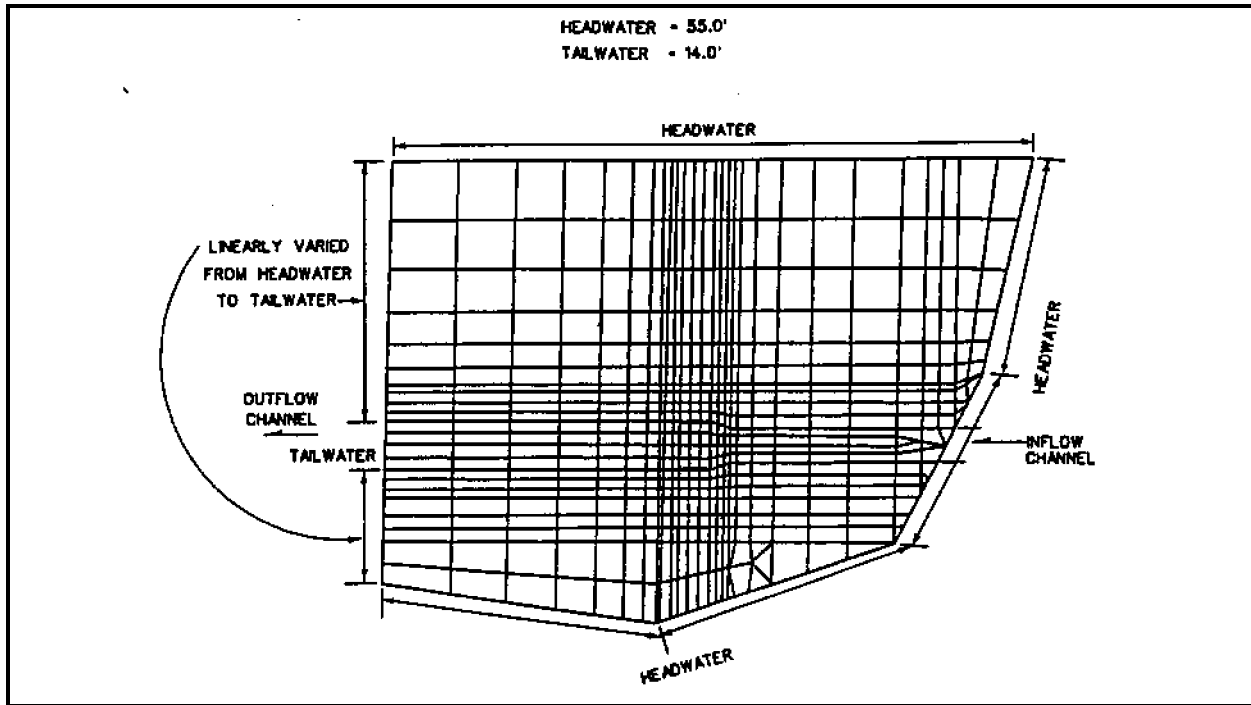 HEADWATER = 55.0'
TAILWATER = 14.0'
HEADWATER
LINEARLY VARIED
FROM HEADWATER
TO TAILWATER
HEADWATER
OUTFLOW
CHANNEL
TAILWATER
INFLOW
CHANNEL
HEADWATER